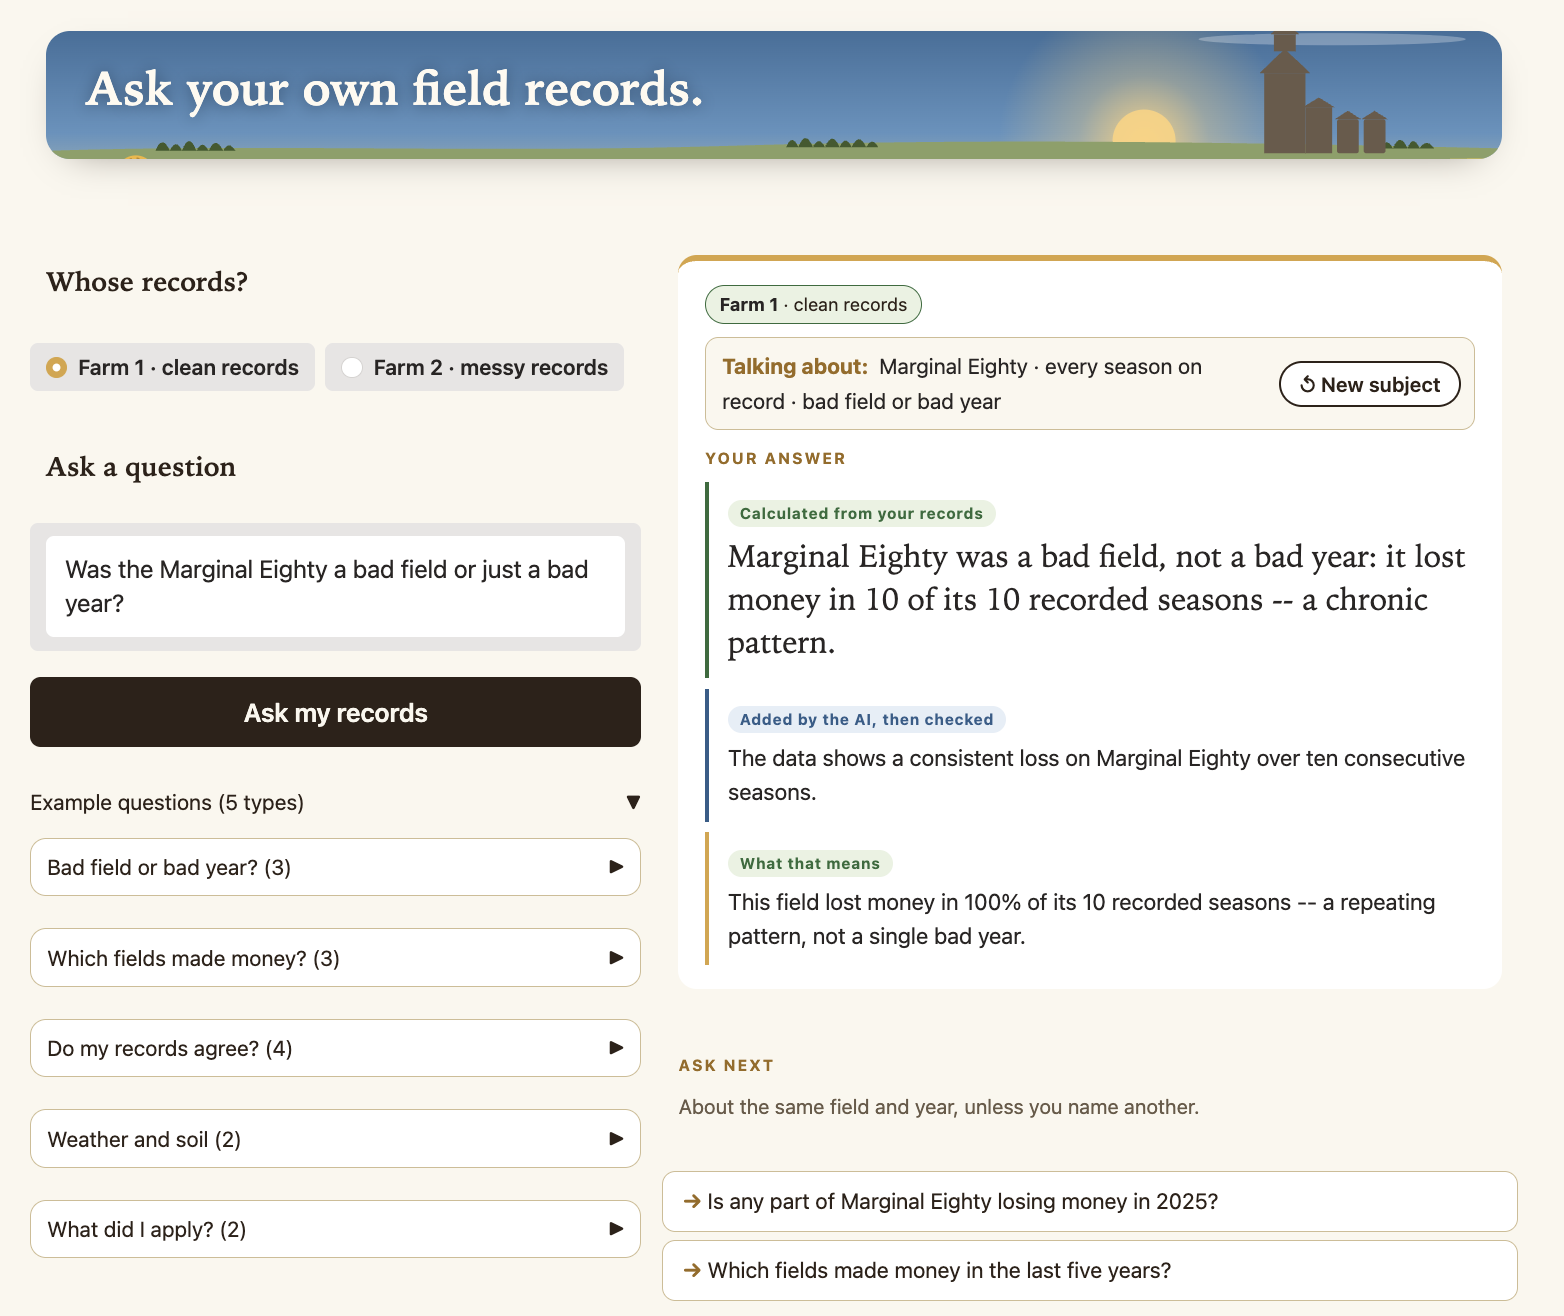 Ask your own field records.
Whose records?
Farm 1 · clean records
Farm 2 · messy records
Ask a question
Was the Marginal Eighty a bad field or just a bad
year?
Ask my records
Example questions (5 types)
Bad field or bad year? (3)
Which fields made money? (3)
Do my records agree? (4)
Weather and soil (2)
What did I apply? (2)
Farm 1 · clean records
Talking about: Marginal Eighty · every season on
record · bad field or bad year
New subject
YOUR ANSWER
Calculated from your records
Marginal Eighty was a bad field, not a bad year: it lost
money in 10 of its 10 recorded seasons -- a chronic
pattern.
Added by the AI, then checked
The data shows a consistent loss on Marginal Eighty over ten consecutive
seasons.
What that means
This field lost money in 100% of its 10 recorded seasons -- a repeating
pattern, not a single bad year.
ASK NEXT
About the same field and year, unless you name another.
Is any part of Marginal Eighty losing money in 2025?
Which fields made money in the last five years?